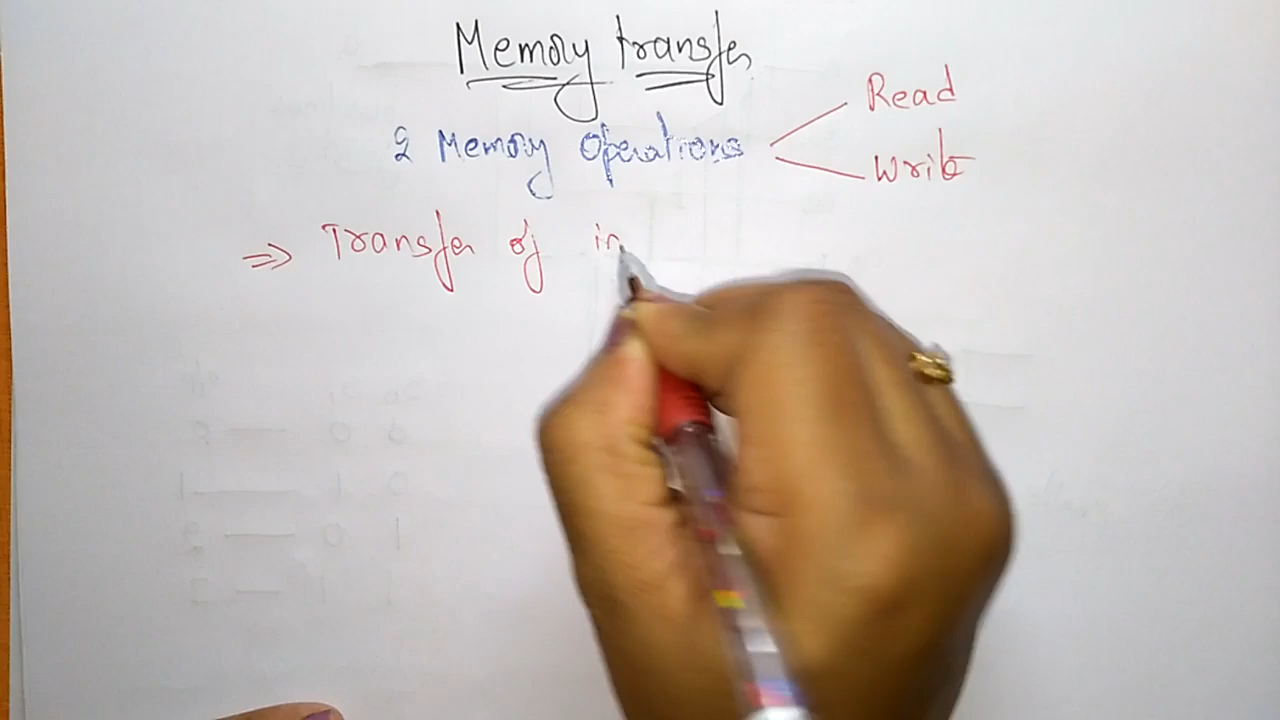 Memory transfer
2 Memory Operations
Read
Write
⇒ Transfer of in